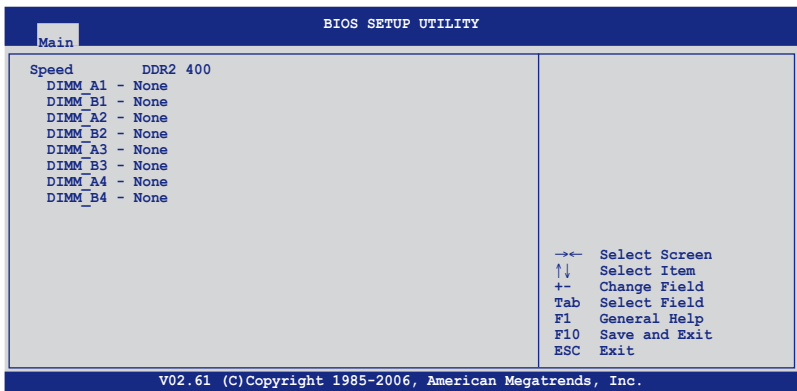 BIOS SETUP UTILITY
Main
Speed DDR2 400
DIMM_A1 - None
DIMM_B1 - None
DIMM_A2 - None
DIMM_B2 - None
DIMM_A3 - None
DIMM_B3 - None
DIMM_A4 - None
DIMM_B4 - None
→← Select Screen
↑↓ Select Item
+- Change Field
Tab Select Field
F1 General Help
F10 Save and Exit
ESC Exit
V02.61 (C)Copyright 1985-2006, American Megatrends, Inc.